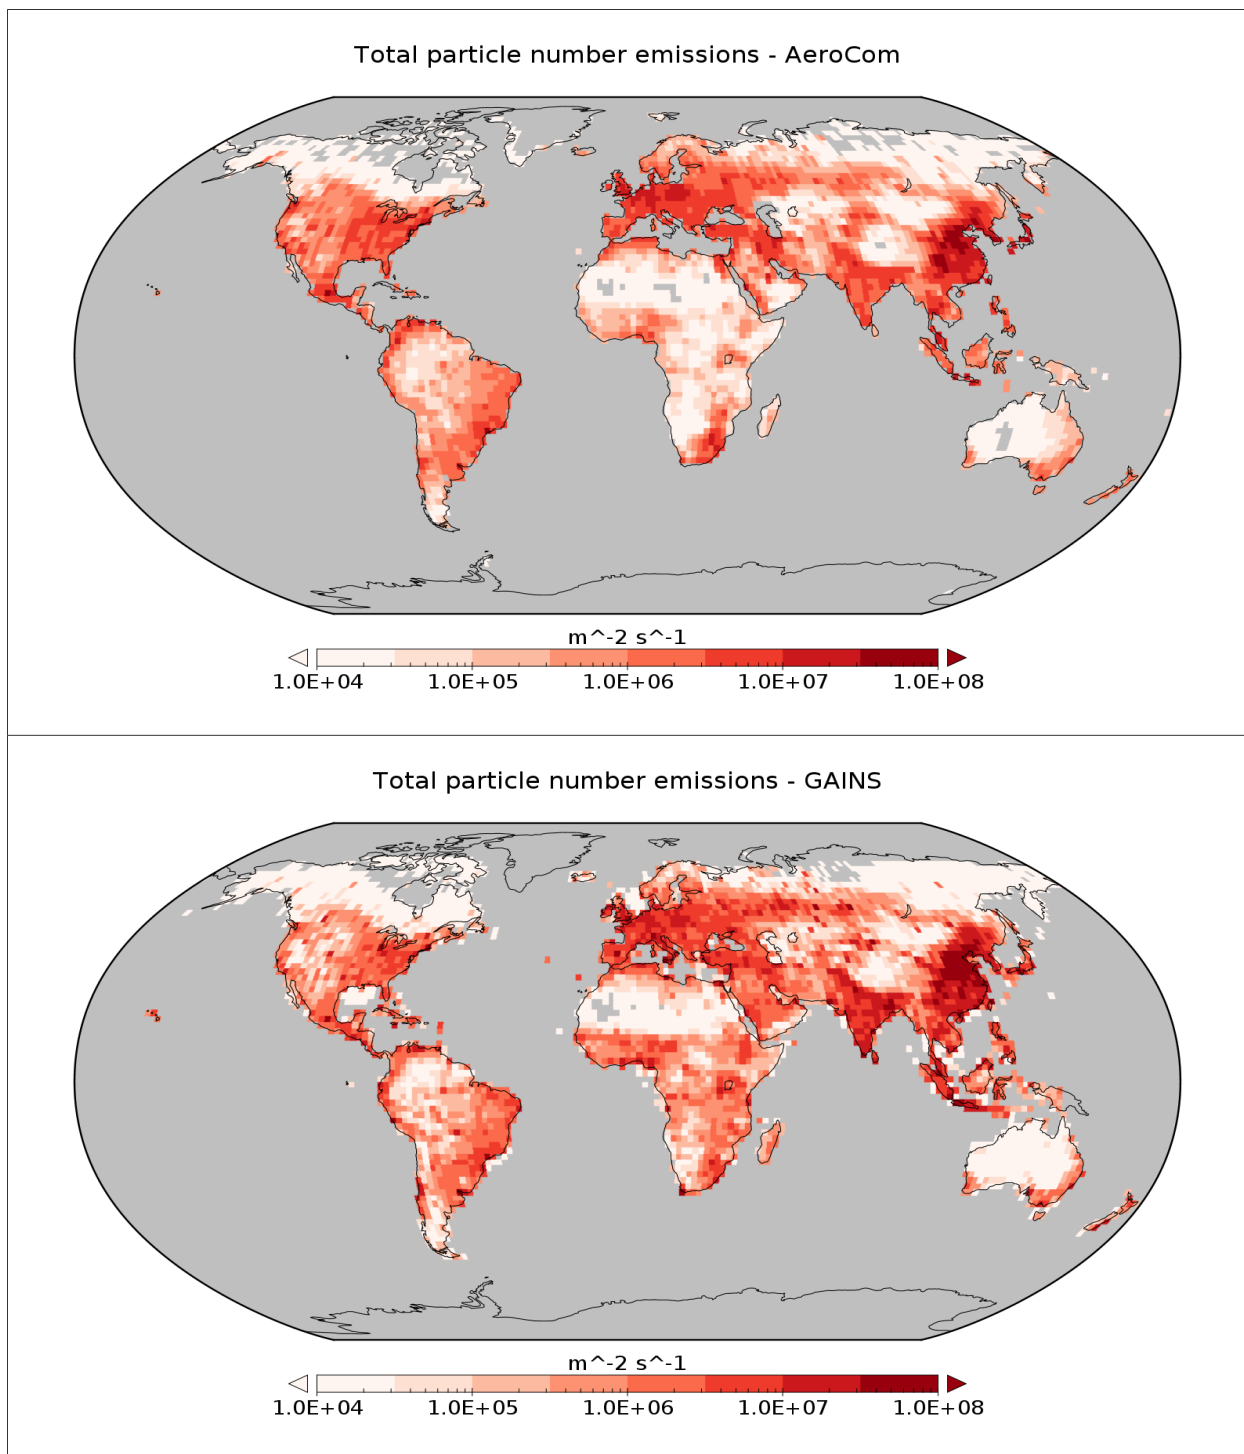 Total particle number emissions - AeroCom
m^-2 s^-1
1.0E+04 1.0E+05 1.0E+06 1.0E+07 1.0E+08
Total particle number emissions - GAINS
m^-2 s^-1
1.0E+04 1.0E+05 1.0E+06 1.0E+07 1.0E+08